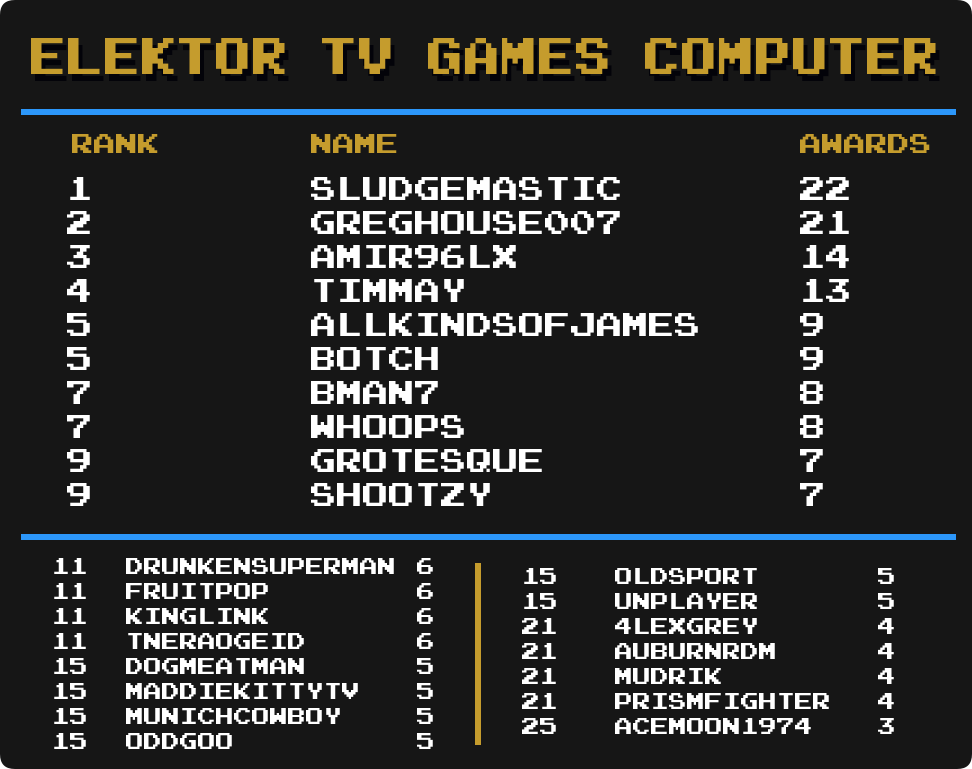 ELEKTOR TV GAMES COMPUTER
RANK NAME AWARDS
1 SLUDGEMASTIC 22
2 GREGHOUSE007 21
3 AMIR96LX 14
4 TIMMAY 13
5 ALLKINDSOFJAMES 9
5 BOTCH 9
7 BMAN7 8
7 WHOOPS 8
9 GROTESQUE 7
9 SHOOTZY 7
11 DRUNKENSUPERMAN 6
11 FRUITPOP 6
11 KINGLINK 6
11 TNERAOGEID 6
15 DOGMEATMAN 5
15 MADDIEKITTYTV 5
15 MUNICHCOWBOY 5
15 ODDGOO 5
15 OLDSPORT 5
15 UNPLAYER 5
21 4LEXGREY 4
21 AUBURNRDM 4
21 MUDRIK 4
21 PRISMFIGHTER 4
25 ACEMOON1974 3